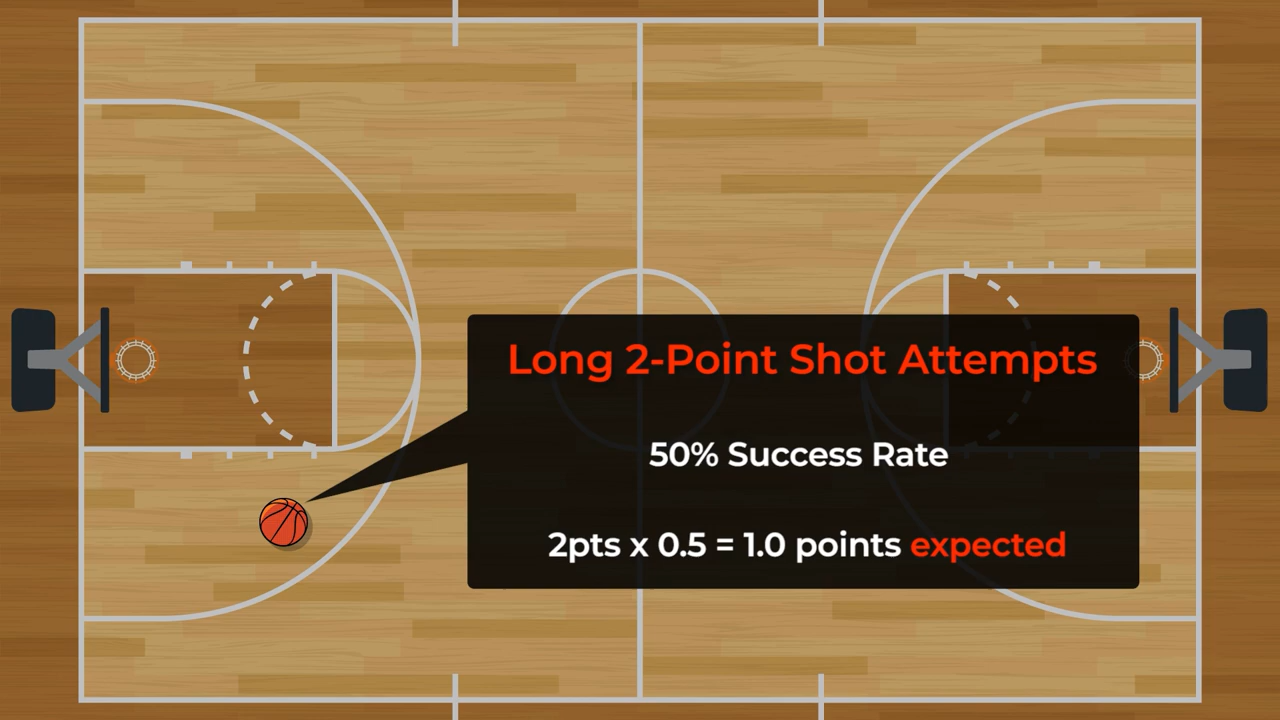 Long 2-Point Shot Attempts
50% Success Rate
2pts x 0.5 = 1.0 points expected